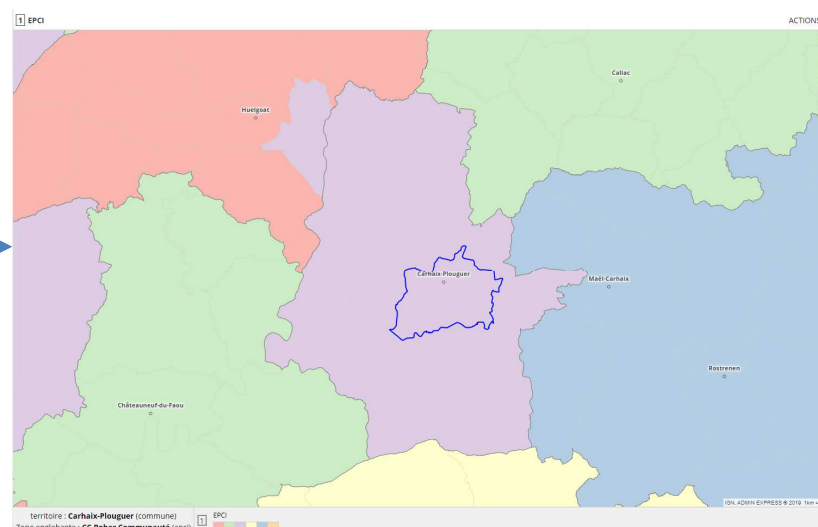 1 EPCI
ACTIONS
Callac
Huelgoat
Carhaix-Plouguer
Maël-Carhaix
Rostrenen
Châteauneuf-du-Faou
IGN, ADMIN EXPRESS ® 2019 1km
territoire : Carhaix-Plouguer (commune)
1 EPCI
Zone englobante : CC Poher Communauté (epci)